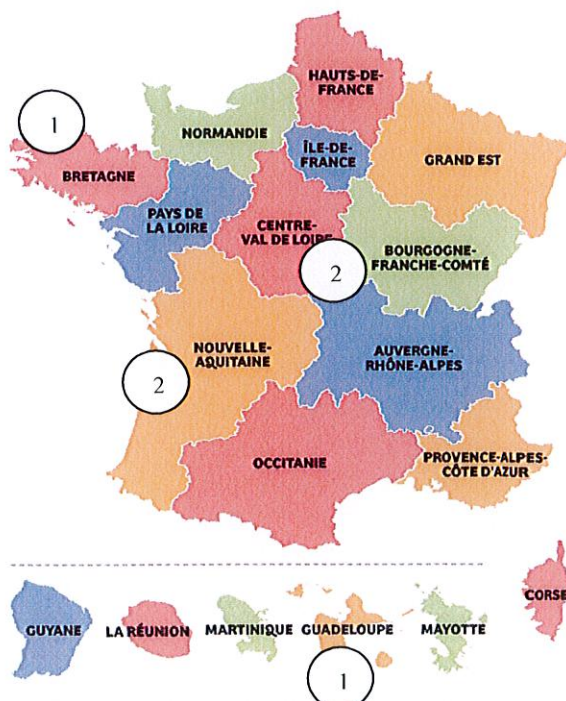 HAUTS-DE-
FRANCE
1
NORMANDIE
ÎLE-DE-
FRANCE
GRAND EST
BRETAGNE
PAYS DE
LA LOIRE
CENTRE-
VAL DE LOIRE
BOURGOGNE-
FRANCHE-COMTÉ
2
NOUVELLE-
AQUITAINE
AUVERGNE-
RHÔNE-ALPES
2
OCCITANIE
PROVENCE-ALPES-
CÔTE D'AZUR
CORSE
GUYANE
LA RÉUNION
MARTINIQUE
GUADELOUPE
MAYOTTE
1